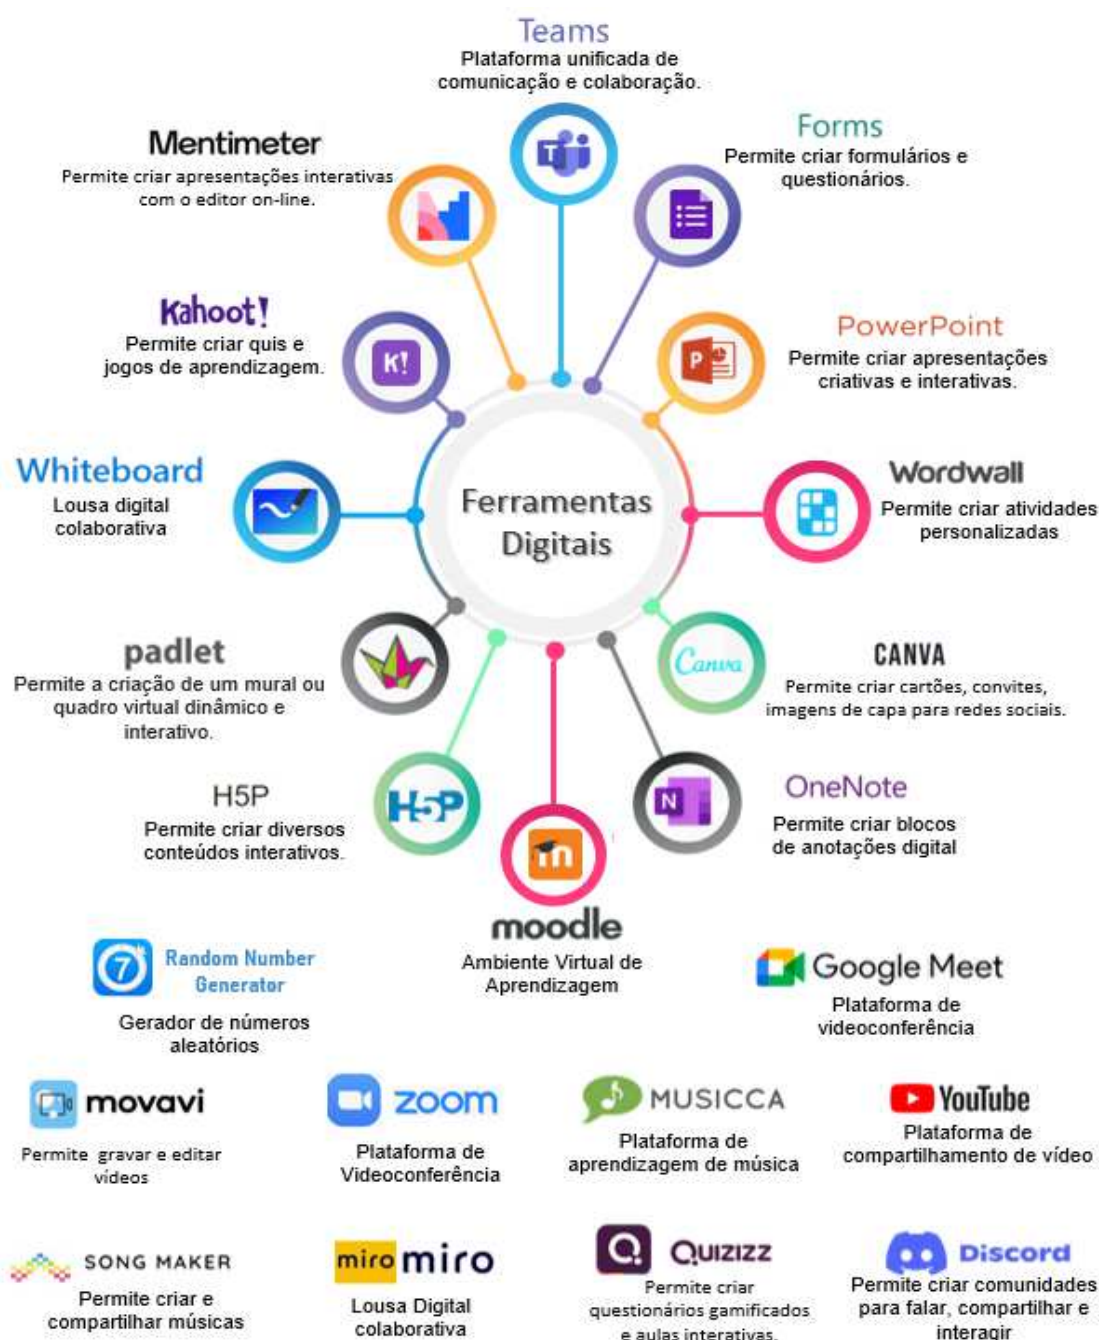 Teams
Plataforma unificada de
comunicação e colaboração.
Mentimeter
Permite criar apresentações interativas
com o editor on-line.
Forms
Permite criar formulários e
questionários.
Kahoot!
Permite criar quis e
jogos de aprendizagem.
K!
PowerPoint
Permite criar apresentações
criativas e interativas.
P
Whiteboard
Lousa digital
colaborativa
Ferramentas
Digitais
Wordwall
Permite criar atividades
personalizadas
padlet
Permite a criação de um mural ou
quadro virtual dinâmico e
interativo.
Canva
CANVA
Permite criar cartões, convites,
imagens de capa para redes sociais.
H5P
Permite criar diversos
conteúdos interativos.
H5P
m
moodle
Ambiente Virtual de
Aprendizagem
N
OneNote
Permite criar blocos
de anotações digital
7
Random Number
Generator
Gerador de números
aleatórios
Google Meet
Plataforma de
videoconferência
movavi
Permite gravar e editar
vídeos
zoom
Plataforma de
Videoconferência
MUSICCA
Plataforma de
aprendizagem de música
YouTube
Plataforma de
compartilhamento de vídeo
SONG MAKER
Permite criar e
compartilhar músicas
miro miro
Lousa Digital
colaborativa
Q
QUIZIZZ
Permite criar
questionários gamificados
e aulas interativas.
Discord
Permite criar comunidades
para falar, compartilhar e
interagir
T